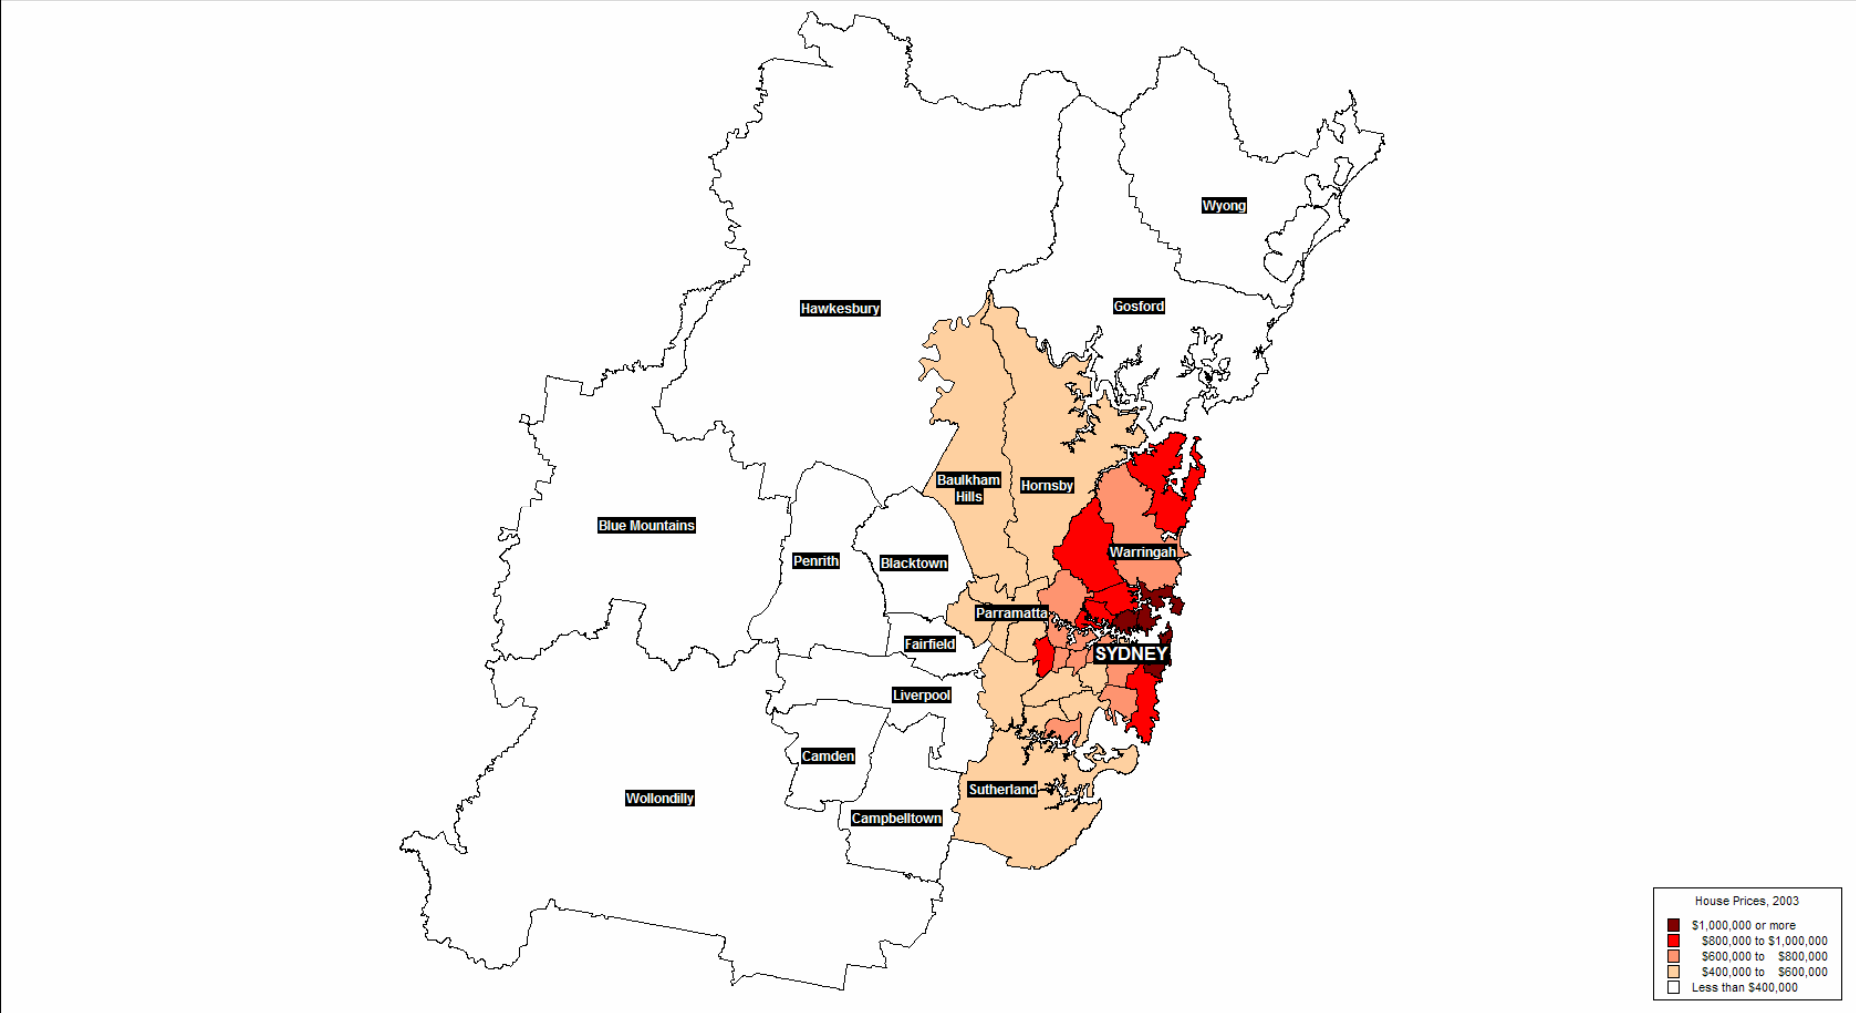 Wyong
Hawkesbury
Gosford
Baulkham
Hills
Hornsby
Blue Mountains
Warringah
Penrith
Blacktown
Parramatta
Fairfield
SYDNEY
Liverpool
Camden
Sutherland
Wollondilly
Campbelltown
House Prices, 2003
$1,000,000 or more
$800,000 to $1,000,000
$600,000 to $800,000
$400,000 to $600,000
Less than $400,000